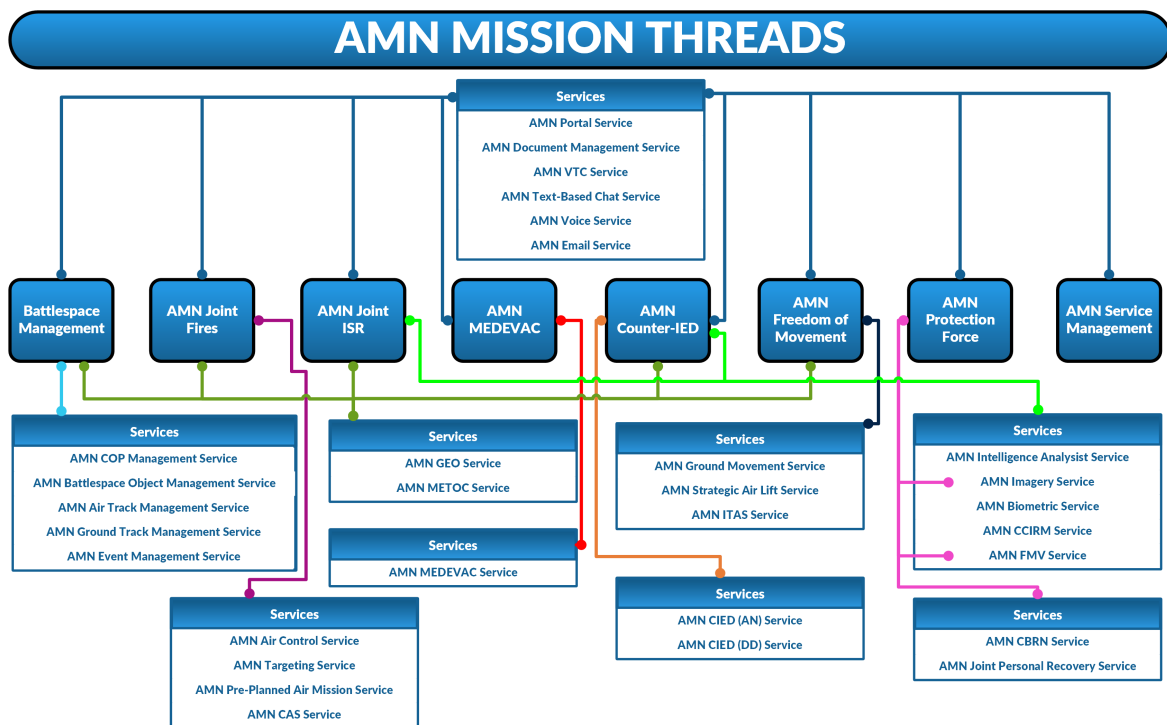 AMN MISSION THREADS
Services
AMN Portal Service
AMN Document Management Service
AMN VTC Service
AMN Text-Based Chat Service
AMN Voice Service
AMN Email Service
Battlespace
Management
AMN Joint
Fires
AMN Joint
ISR
AMN
MEDEVAC
AMN
Counter-IED
AMN
Freedom of
Movement
AMN
Protection
Force
AMN Service
Management
Services
AMN COP Management Service
AMN Battlespace Object Management Service
AMN Air Track Management Service
AMN Ground Track Management Service
AMN Event Management Service
Services
AMN GEO Service
AMN METOC Service
Services
AMN Ground Movement Service
AMN Strategic Air Lift Service
AMN ITAS Service
Services
AMN Intelligence Analysist Service
AMN Imagery Service
AMN Biometric Service
AMN CCIRM Service
AMN FMV Service
Services
AMN MEDEVAC Service
Services
AMN CIED (AN) Service
AMN CIED (DD) Service
Services
AMN Air Control Service
AMN Targeting Service
AMN Pre-Planned Air Mission Service
AMN CAS Service
Services
AMN CBRN Service
AMN Joint Personal Recovery Service